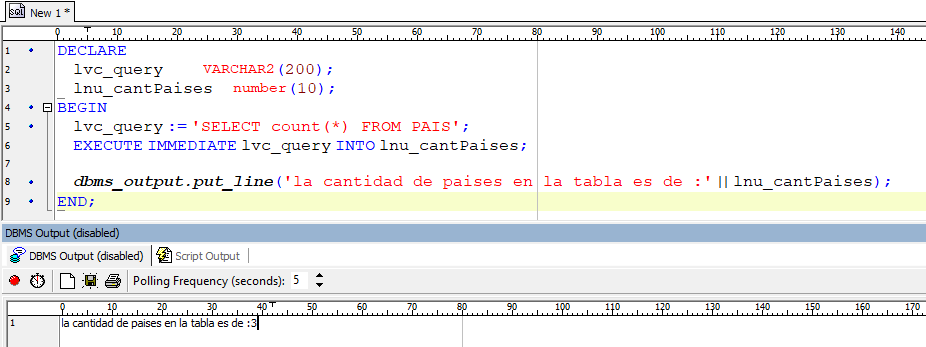 SQL New 1 *
0 10 20 30 40 50 60 70 80 90 100 110 120 130 140
1 DECLARE
2 lvc_query VARCHAR2(200);
3 lnu_cantPaises number(10);
4 BEGIN
5 lvc_query := 'SELECT count(*) FROM PAIS';
6 EXECUTE IMMEDIATE lvc_query INTO lnu_cantPaises;
7
8 dbms_output.put_line('la cantidad de paises en la tabla es de :'||lnu_cantPaises);
9 END;
DBMS Output (disabled)
DBMS Output (disabled) Script Output
Polling Frequency (seconds): 5
0 10 20 30 40 50 60 70 80 90 100 110 120 130 140 150 160 170
1 la cantidad de paises en la tabla es de :3